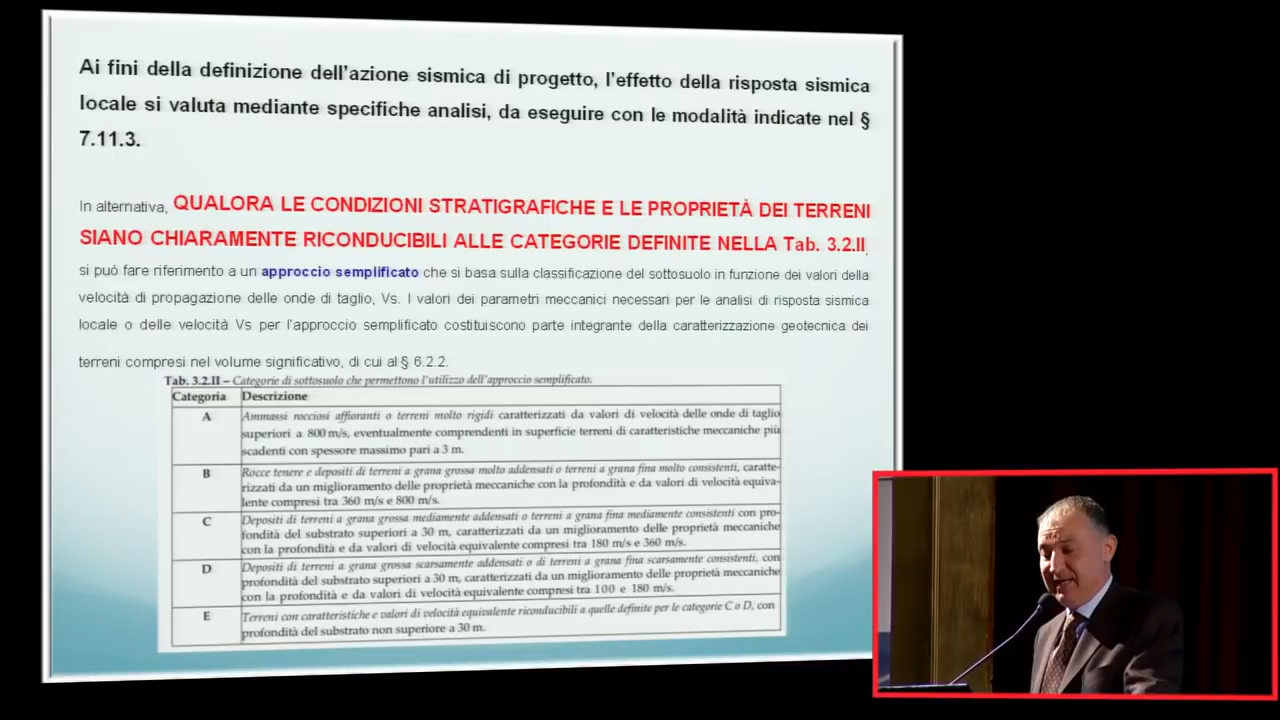 Ai fini della definizione dell'azione sismica di progetto, l'effetto della risposta sismica
locale si valuta mediante specifiche analisi, da eseguire con le modalità indicate nel §
7.11.3.
In alternativa, QUALORA LE CONDIZIONI STRATIGRAFICHE E LE PROPRIETÀ DEI TERRENI
SIANO CHIARAMENTE RICONDUCIBILI ALLE CATEGORIE DEFINITE NELLA Tab. 3.2.II,
si può fare riferimento a un approccio semplificato che si basa sulla classificazione del sottosuolo in funzione dei valori della
velocità di propagazione delle onde di taglio, Vs. I valori dei parametri meccanici necessari per le analisi di risposta sismica
locale o delle velocità Vs per l'approccio semplificato costituiscono parte integrante della caratterizzazione geotecnica dei
terreni compresi nel volume significativo, di cui al § 6.2.2.
Tab. 3.2.II – Categorie di sottosuolo che permettono l'utilizzo dell'approccio semplificato.
Categoria Descrizione
A Ammassi rocciosi affioranti o terreni molto rigidi caratterizzati da valori di velocità delle onde di taglio
superiori a 800 m/s, eventualmente comprendenti in superficie terreni di caratteristiche meccaniche più
scadenti con spessore massimo pari a 3 m.
B Rocce tenere e depositi di terreni a grana grossa molto addensati o terreni a grana fina molto consistenti, caratte-
rizzati da un miglioramento delle proprietà meccaniche con la profondità e da valori di velocità equiva-
lente compresi tra 360 m/s e 800 m/s.
C Depositi di terreni a grana grossa mediamente addensati o terreni a grana fina mediamente consistenti con pro-
fondità del substrato superiori a 30 m, caratterizzati da un miglioramento delle proprietà meccaniche
con la profondità e da valori di velocità equivalente compresi tra 180 m/s e 360 m/s.
D Depositi di terreni a grana grossa scarsamente addensati o di terreni a grana fina scarsamente consistenti, con
profondità del substrato superiori a 30 m, caratterizzati da un miglioramento delle proprietà meccaniche
con la profondità e da valori di velocità equivalente compresi tra 100 e 180 m/s.
E Terreni con caratteristiche e valori di velocità equivalente riconducibili a quelle definite per le categorie C o D, con
profondità del substrato non superiore a 30 m.